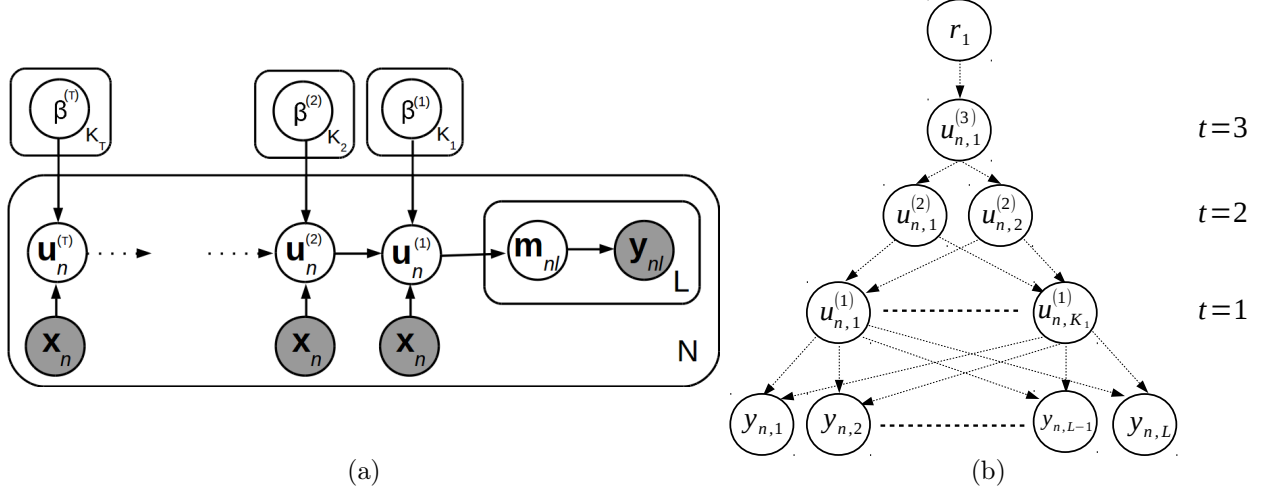 β^(T)
K_T
β^(2)
K_2
β^(1)
K_1
u_n^(T)
u_n^(2)
u_n^(1)
m_nl
y_nl
L
x_n
x_n
x_n
N
(a)
r_1
u_{n,1}^(3)
t=3
u_{n,1}^(2)
u_{n,2}^(2)
t=2
u_{n,1}^(1)
u_{n,K_1}^(1)
t=1
y_{n,1}
y_{n,2}
y_{n,L−1}
y_{n,L}
(b)